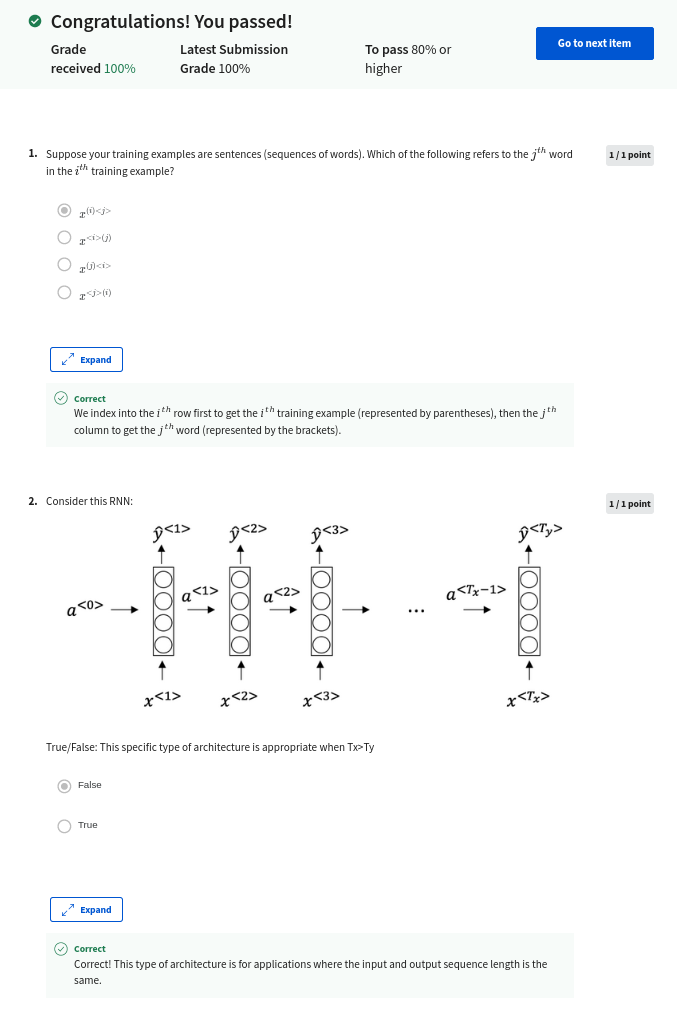 Congratulations! You passed!
Grade received 100%
Latest Submission Grade 100%
To pass 80% or higher
Go to next item
1. Suppose your training examples are sentences (sequences of words). Which of the following refers to the j^{th} word
in the i^{th} training example?
1 / 1 point
x^{(i)<j>}
x^{<i>(j)}
x^{(j)<i>}
x^{<j>(i)}
Expand
Correct
We index into the i^{th} row first to get the i^{th} training example (represented by parentheses), then the j^{th}
column to get the j^{th} word (represented by the brackets).
2. Consider this RNN:
1 / 1 point
ŷ^{<1>} ŷ^{<2>} ŷ^{<3>} ŷ^{<T_y>}
a^{<0>} a^{<1>} a^{<2>} ... a^{<T_x−1>}
x^{<1>} x^{<2>} x^{<3>} x^{<T_x>}
True/False: This specific type of architecture is appropriate when Tx>Ty
False
True
Expand
Correct
Correct! This type of architecture is for applications where the input and output sequence length is the
same.